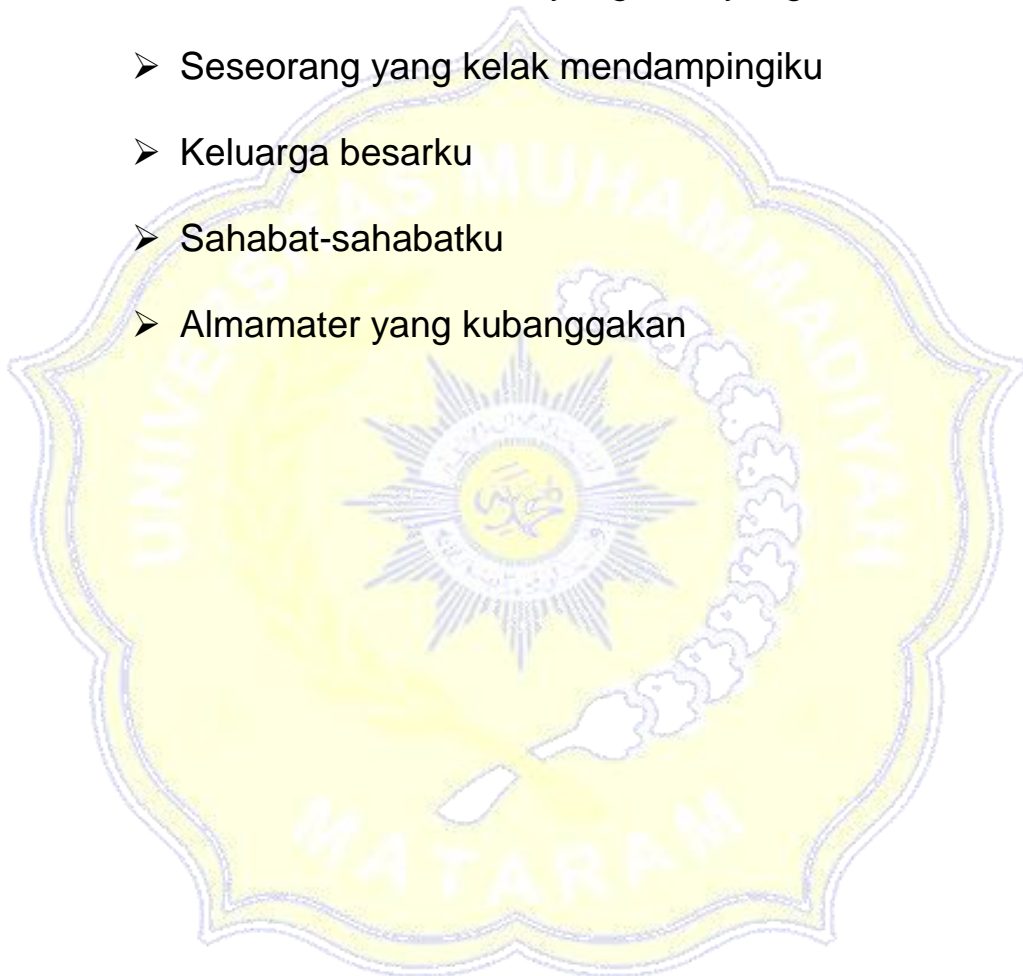 ➢ Seseorang yang kelak mendampingiku
➢ Keluarga besarku
➢ Sahabat-sahabatku
➢ Almamater yang kubanggakan
UNIVERSITAS MUHAMMADIYAH
MATARAM